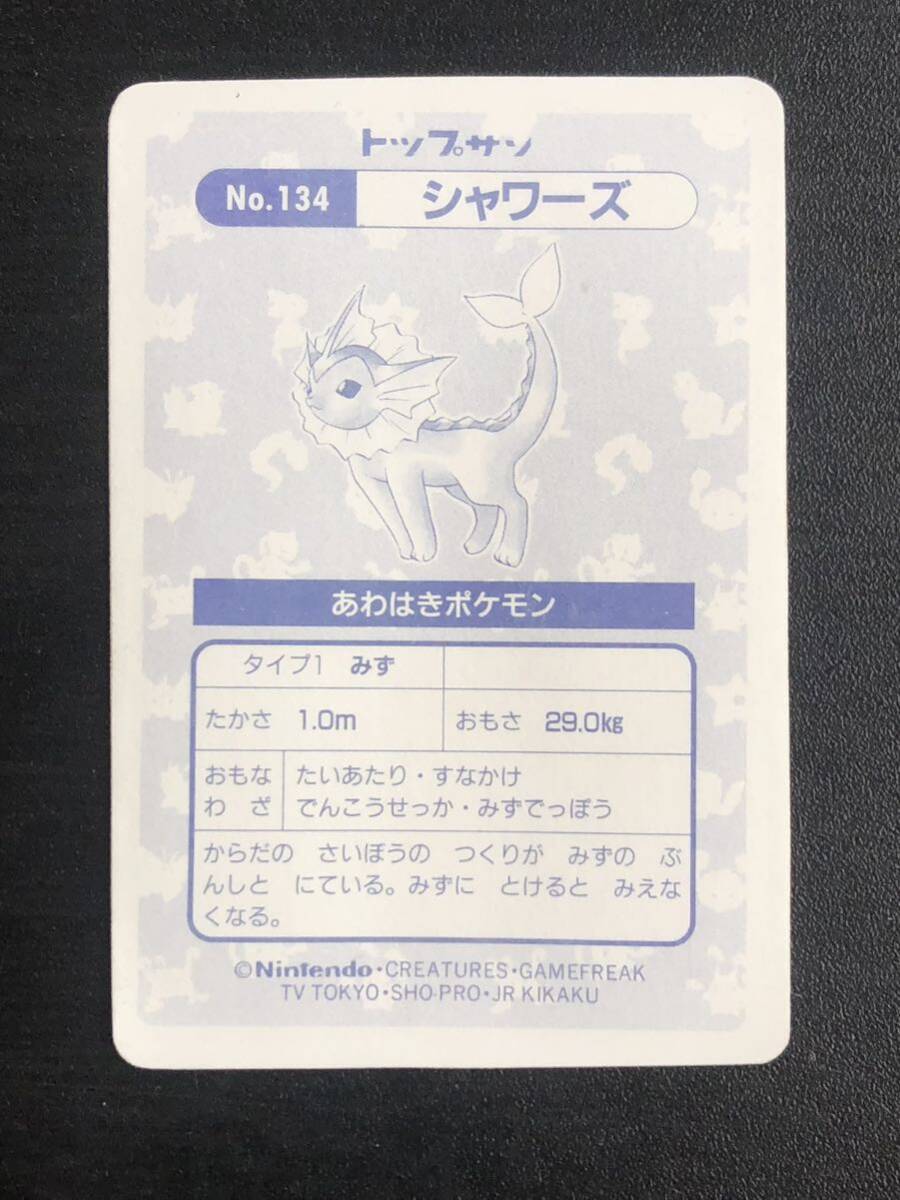 トップサン
No.134 シャワーズ
あわはきポケモン
タイプ1 みず
たかさ 1.0m おもさ 29.0kg
おもな たいあたり・すなかけ
わ ざ でんこうせっか・みずでっぽう
からだの さいぼうの つくりが みずの ぶ
んしと にている。みずに とけると みえな
くなる。
©Nintendo・CREATURES・GAMEFREAK
TV TOKYO・SHO-PRO・JR KIKAKU